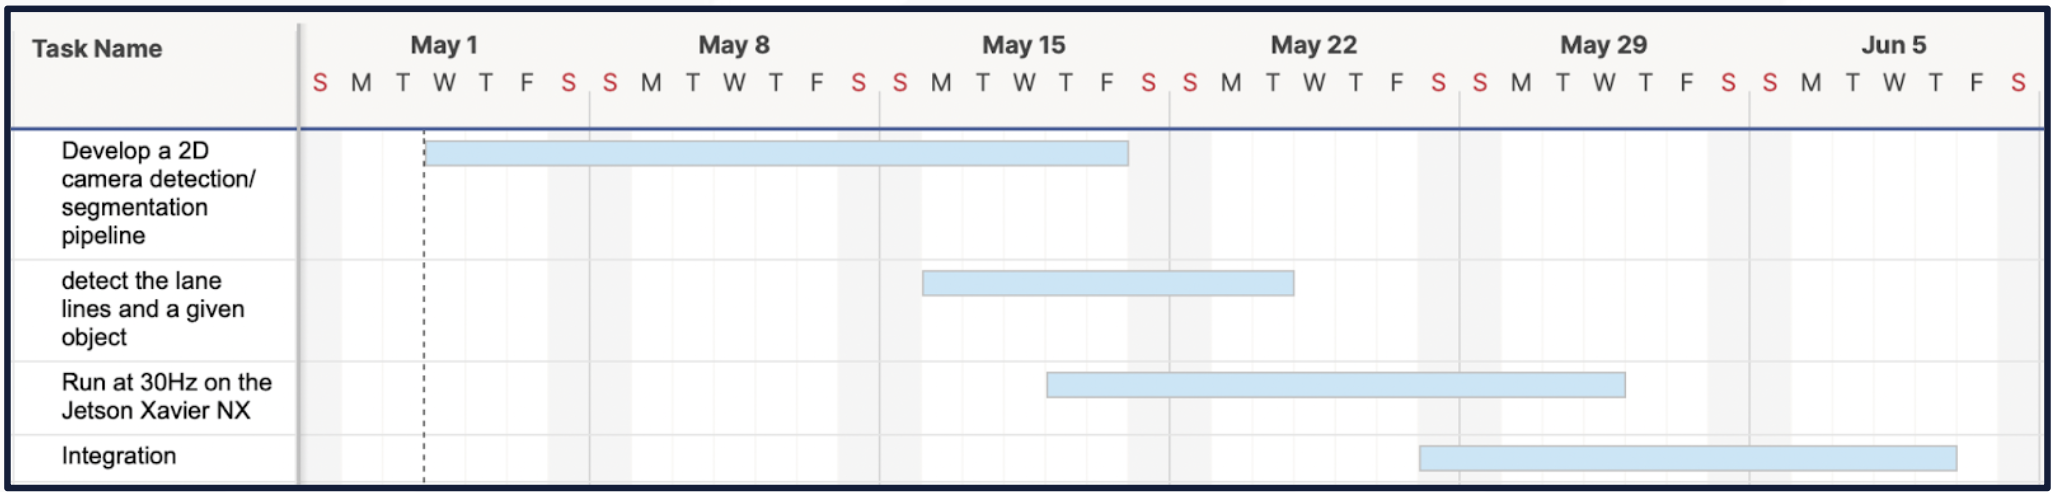 Task Name
May 1 May 8 May 15 May 22 May 29 Jun 5
S M T W T F S S M T W T F S S M T W T F S S M T W T F S S M T W T F S S M T W T F S
Develop a 2D
camera detection/
segmentation
pipeline
detect the lane
lines and a given
object
Run at 30Hz on the
Jetson Xavier NX
Integration